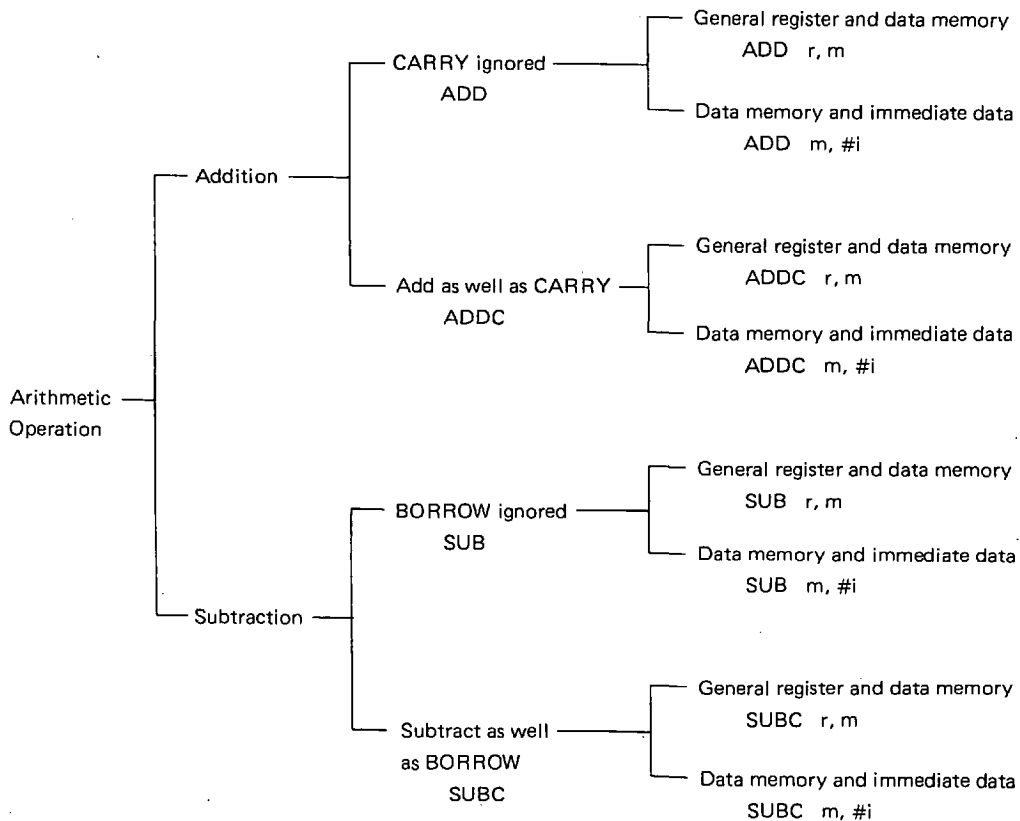 General register and data memory
ADD r, m
CARRY ignored
ADD
Data memory and immediate data
ADD m, #i
Addition
General register and data memory
ADDC r, m
Add as well as CARRY
ADDC
Data memory and immediate data
ADDC m, #i
Arithmetic
Operation
General register and data memory
SUB r, m
BORROW ignored
SUB
Data memory and immediate data
SUB m, #i
Subtraction
General register and data memory
SUBC r, m
Subtract as well
as BORROW
SUBC
Data memory and immediate data
SUBC m, #i